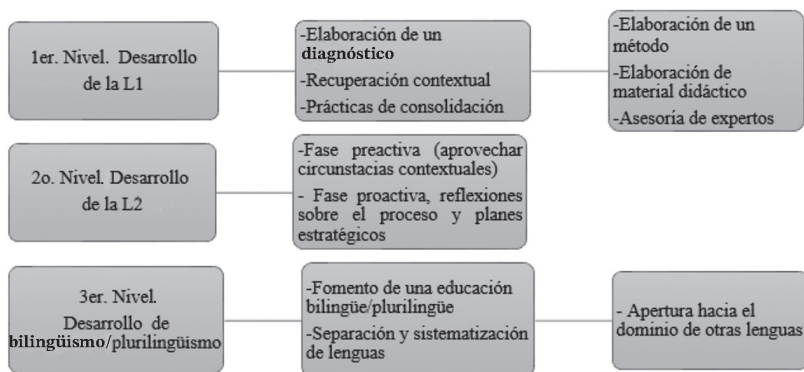 1er. Nivel. Desarrollo
de la L1
-Elaboración de un
diagnóstico
-Recuperación contextual
-Prácticas de consolidación
-Elaboración de un
método
-Elaboración de
material didáctico
-Asesoría de expertos
2o. Nivel. Desarrollo
de la L2
-Fase preactiva (aprovechar
circunstacias contextuales)
- Fase proactiva, reflexiones
sobre el proceso y planes
estratégicos
3er. Nivel.
Desarrollo de
bilingüismo/plurilingüismo
-Fomento de una educación
bilingüe/plurilingüe
-Separación y sistematización
de lenguas
- Apertura hacia el
dominio de otras lenguas